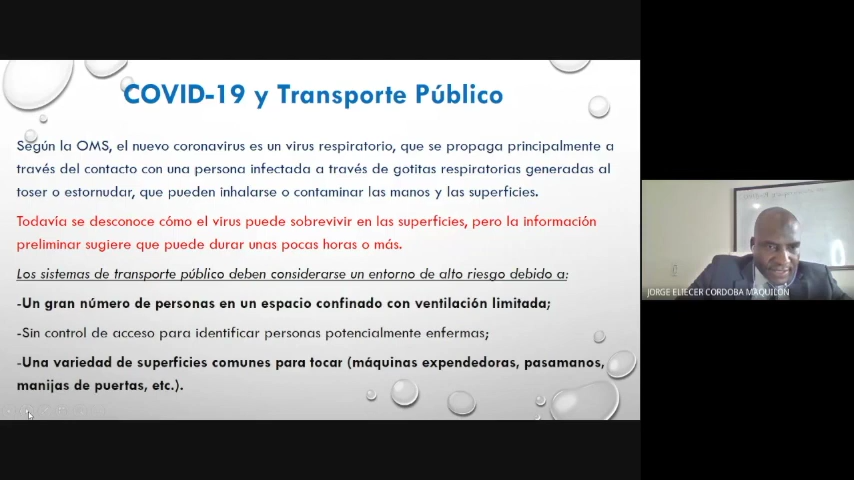 COVID-19 y Transporte Público
Según la OMS, el nuevo coronavirus es un virus respiratorio, que se propaga principalmente a
través del contacto con una persona infectada a través de gotitas respiratorias generadas al
toser o estornudar, que pueden inhalarse o contaminar las manos y las superficies.
Todavía se desconoce cómo el virus puede sobrevivir en las superficies, pero la información
preliminar sugiere que puede durar unas pocas horas o más.
Los sistemas de transporte público deben considerarse un entorno de alto riesgo debido a:
-Un gran número de personas en un espacio confinado con ventilación limitada;
-Sin control de acceso para identificar personas potencialmente enfermas;
-Una variedad de superficies comunes para tocar (máquinas expendedoras, pasamanos,
manijas de puertas, etc.).
JORGE ELIECER CORDOBA MAQUILON